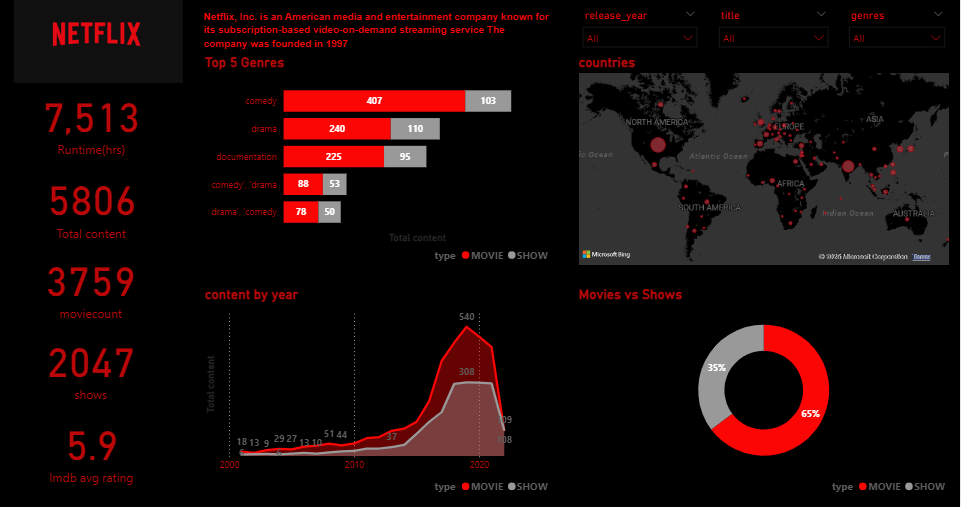 NETFLIX
Netflix, Inc. is an American media and entertainment company known for
its subscription-based video-on-demand streaming service The
company was founded in 1997
release_year
title
genres
All
All
All
7,513
Runtime(hrs)
5806
Total content
3759
moviecount
2047
shows
5.9
Imdb avg rating
Top 5 Genres
comedy 407 103
drama 240 110
documentation 225 95
comedy', 'drama 88 53
drama', 'comedy 78 50
Total content
type MOVIE SHOW
countries
NORTH AMERICA
EUROPE
ASIA
ic Ocean
Atlantic Ocean
P
AFRICA
SOUTH AMERICA
Indian Ocean
AUSTRALIA
Microsoft Bing
© 2025 Microsoft Corporation Terms
content by year
Total content
540
308
18 13 9 29 27 13 10 51 44 37
108
2000 2010 2020
type MOVIE SHOW
Movies vs Shows
35%
65%
type MOVIE SHOW